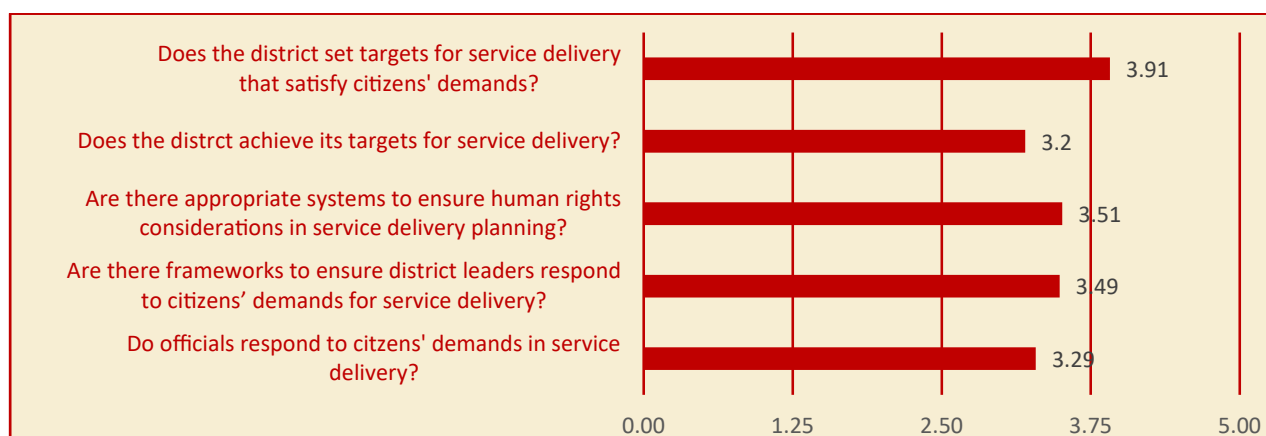 Does the district set targets for service delivery
that satisfy citizens' demands?
3.91
Does the distrct achieve its targets for service delivery?
3.2
Are there appropriate systems to ensure human rights
considerations in service delivery planning?
3.51
Are there frameworks to ensure district leaders respond
to citizens’ demands for service delivery?
3.49
Do officials respond to citzens' demands in service
delivery?
3.29
0.00 1.25 2.50 3.75 5.00